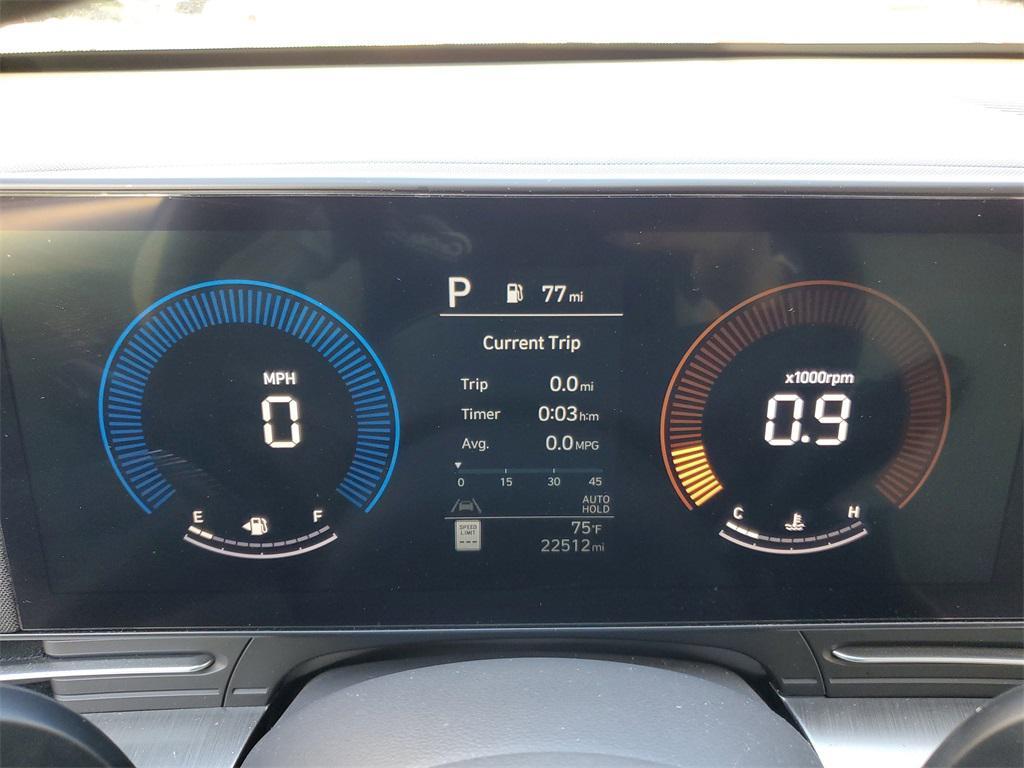 P 77 mi
Current Trip
MPH
0
Trip 0.0 mi
Timer 0:03 h:m
Avg. 0.0 MPG
0 15 30 45
AUTO
HOLD
SPEED
LIMIT
---
75°F
22512 mi
E F
x1000rpm
0.9
C H